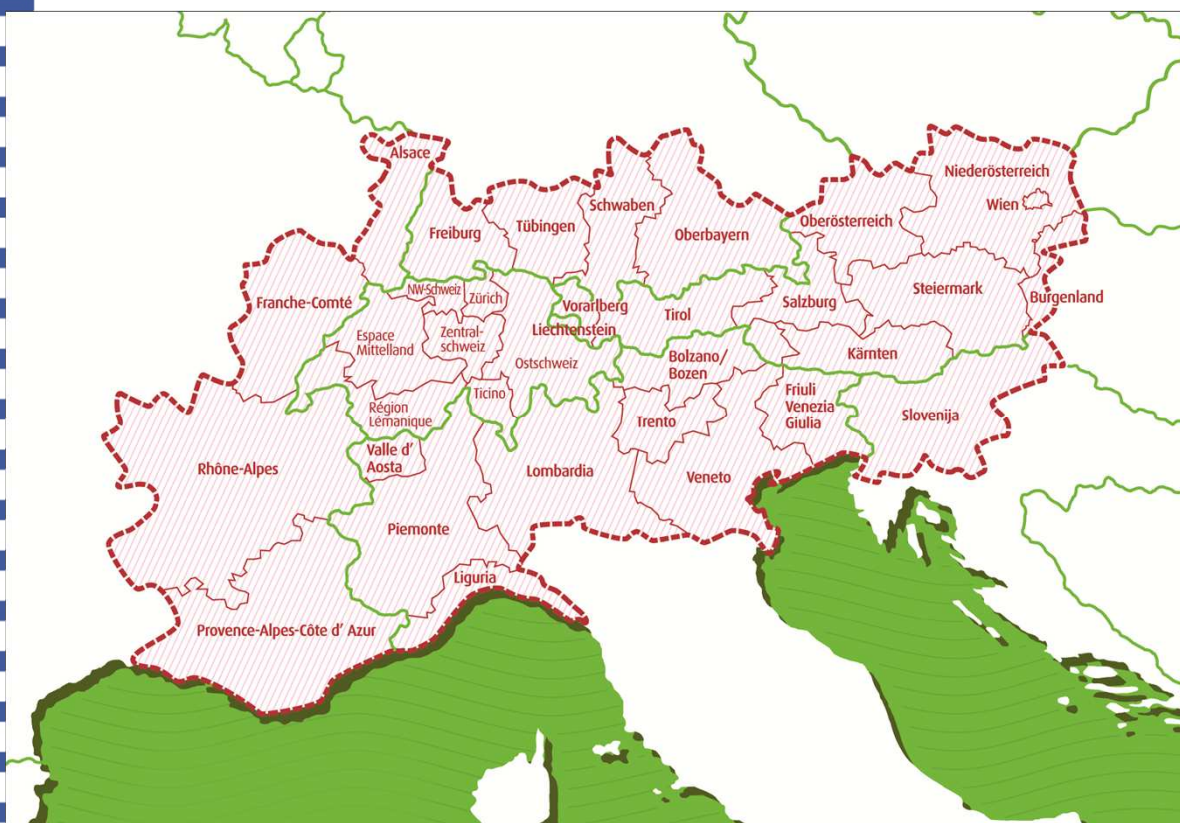 Alsace
Niederösterreich
Wien
Schwaben
Tübingen
Freiburg
Oberbayern
Oberösterreich
Franche-Comté
NW-Schweiz
Zürich
Vorarlberg
Liechtenstein
Tirol
Salzburg
Steiermark
Burgenland
Espace
Mittelland
Zentral-
schweiz
Ostschweiz
Bolzano/
Bozen
Kärnten
Ticino
Région
Lémanique
Trento
Friuli
Venezia
Giulia
Slovenija
Valle d’
Aosta
Rhône-Alpes
Lombardia
Veneto
Piemonte
Liguria
Provence-Alpes-Côte d’ Azur